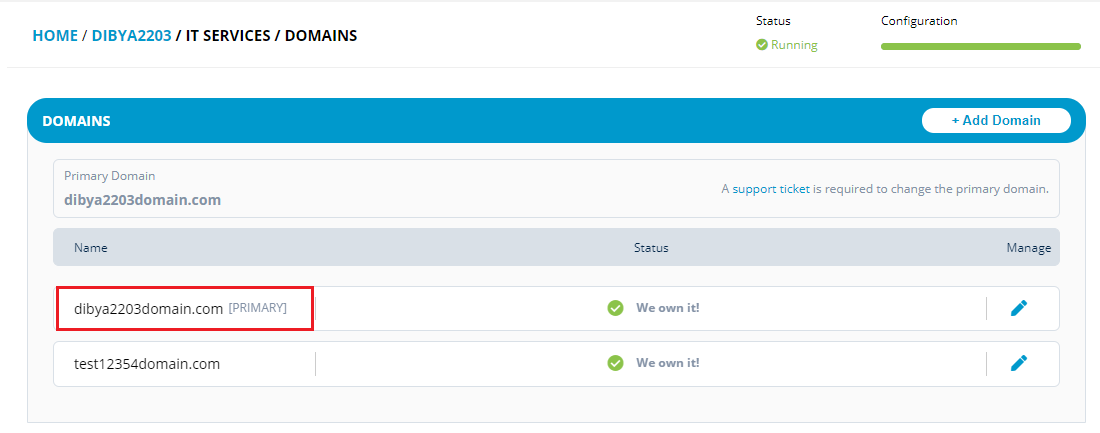 HOME / DIBYA2203 / IT SERVICES / DOMAINS
Status
Running
Configuration
DOMAINS
+ Add Domain
Primary Domain
dibya2203domain.com
A support ticket is required to change the primary domain.
Name Status Manage
dibya2203domain.com [PRIMARY] We own it!
test12354domain.com We own it!